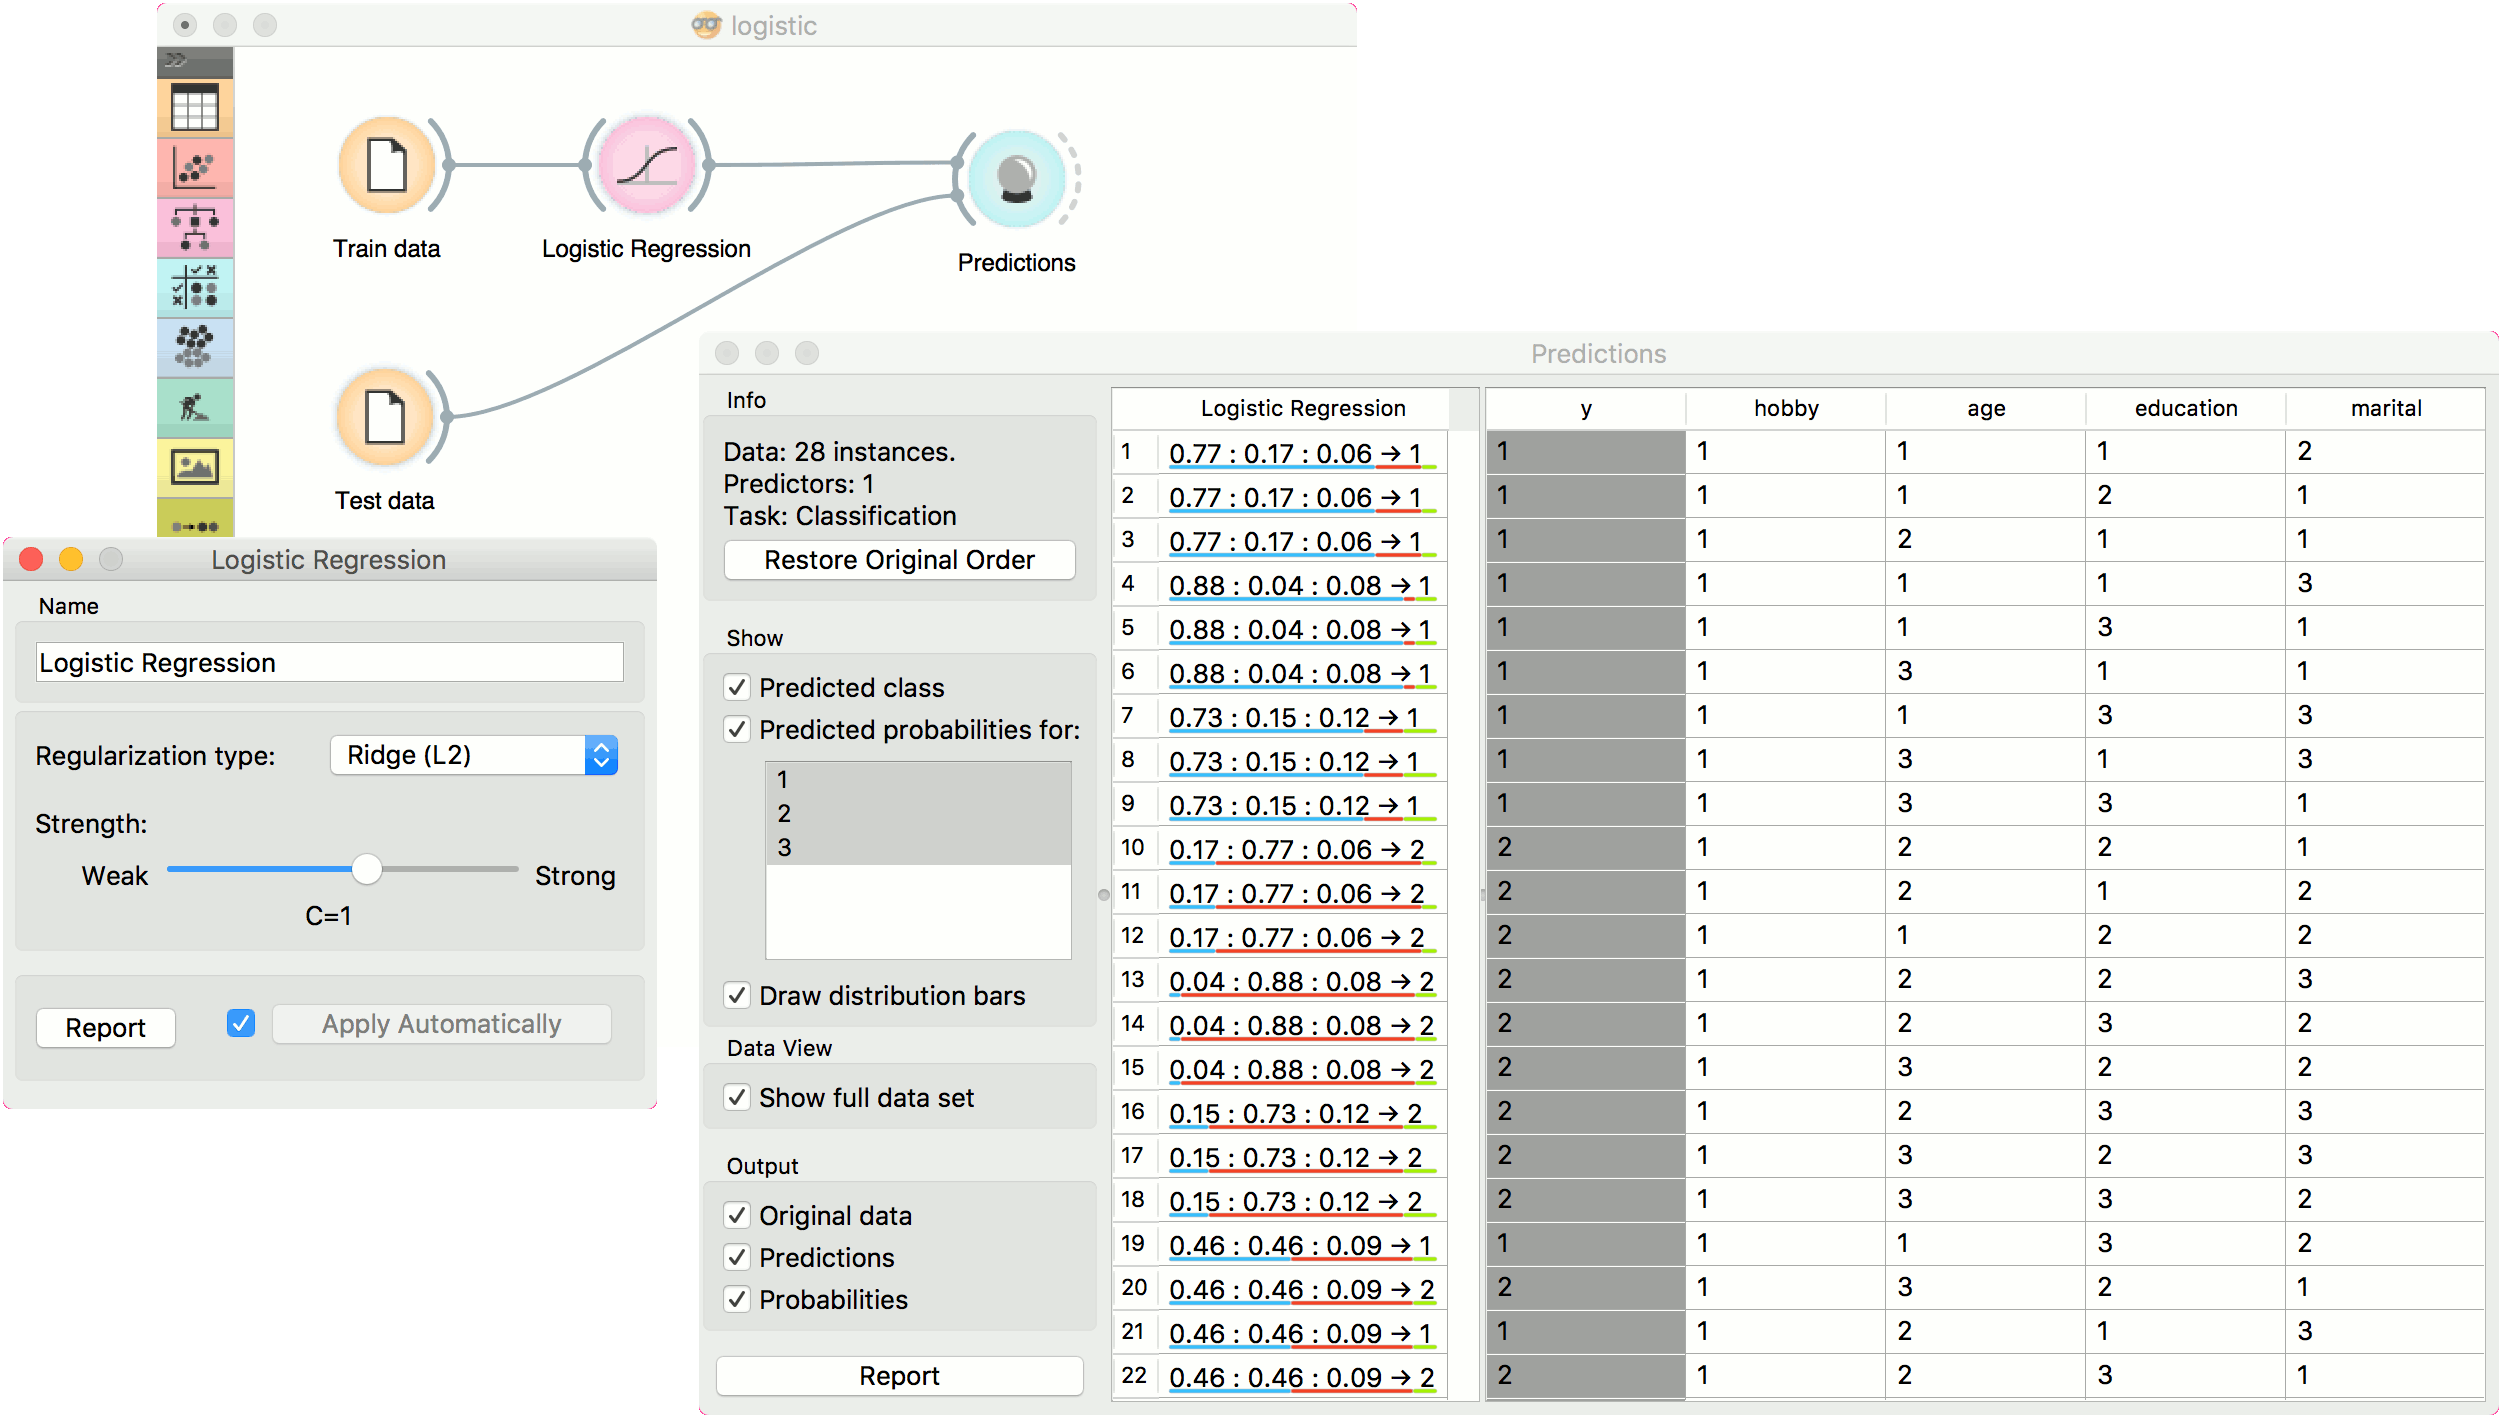 logistic
Train data
Logistic Regression
Predictions
Test data
Logistic Regression
Name
Logistic Regression
Regularization type: Ridge (L2)
Strength:
Weak Strong
C=1
Report Apply Automatically
Predictions
Info
Data: 28 instances.
Predictors: 1
Task: Classification
Restore Original Order
Show
Predicted class
Predicted probabilities for:
1
2
3
Draw distribution bars
Data View
Show full data set
Output
Original data
Predictions
Probabilities
Report
Logistic Regression y hobby age education marital
1 0.77 : 0.17 : 0.06 → 1 1 1 1 1 2
2 0.77 : 0.17 : 0.06 → 1 1 1 1 2 1
3 0.77 : 0.17 : 0.06 → 1 1 1 2 1 1
4 0.88 : 0.04 : 0.08 → 1 1 1 1 1 3
5 0.88 : 0.04 : 0.08 → 1 1 1 1 3 1
6 0.88 : 0.04 : 0.08 → 1 1 1 3 1 1
7 0.73 : 0.15 : 0.12 → 1 1 1 1 3 3
8 0.73 : 0.15 : 0.12 → 1 1 1 3 1 3
9 0.73 : 0.15 : 0.12 → 1 1 1 3 3 1
10 0.17 : 0.77 : 0.06 → 2 2 1 2 2 1
11 0.17 : 0.77 : 0.06 → 2 2 1 2 1 2
12 0.17 : 0.77 : 0.06 → 2 2 1 1 2 2
13 0.04 : 0.88 : 0.08 → 2 2 1 2 2 3
14 0.04 : 0.88 : 0.08 → 2 2 1 2 3 2
15 0.04 : 0.88 : 0.08 → 2 2 1 3 2 2
16 0.15 : 0.73 : 0.12 → 2 2 1 2 3 3
17 0.15 : 0.73 : 0.12 → 2 2 1 3 2 3
18 0.15 : 0.73 : 0.12 → 2 2 1 3 3 2
19 0.46 : 0.46 : 0.09 → 1 1 1 1 3 2
20 0.46 : 0.46 : 0.09 → 2 2 1 3 2 1
21 0.46 : 0.46 : 0.09 → 1 1 1 2 1 3
22 0.46 : 0.46 : 0.09 → 2 2 1 2 3 1